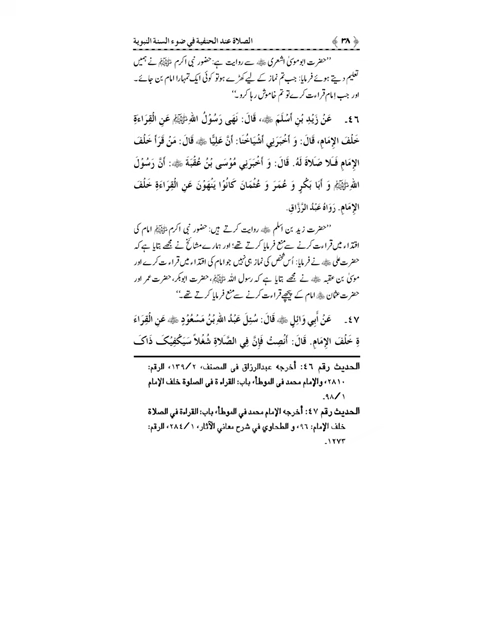 ﴿ ٣٨ ﴾ الصلاة عند الحنفية في ضوء السنة النبوية
’’حضرت ابو موسیٰ اشعری ﷺ سے روایت ہے: حضور نبی اکرم ﷺ نے ہمیں
تعلیم دیتے ہوئے فرمایا: جب تم نماز کے لیے کھڑے ہو تو کوئی ایک تمہارا امام بن جائے۔
اور جب امام قراءت کرے تو تم خاموش رہا کرو۔‘‘
٤٦۔ عَنْ زَيْدِ بْنِ أَسْلَمَ ﷺ، قَالَ: نَهَى رَسُوْلُ اللهِ ﷺ عَنِ الْقِرَاءَةِ
خَلْفَ الإِمَامِ، قَالَ: وَ أَخْبَرَنِي أَشْيَاخُنَا: أَنَّ عَلِيًّا ﷺ قَالَ: مَنْ قَرَأَ خَلْفَ
الإِمَامِ فَلَا صَلَاةَ لَهُ. قَالَ: وَ أَخْبَرَنِي مُوْسَى بْنُ عُقْبَةَ ﷺ: أَنَّ رَسُوْلَ
اللهِ ﷺ وَ أَبَا بَكْرٍ وَ عُمَرَ وَ عُثْمَانَ كَانُوْا يَنْهَوْنَ عَنِ الْقِرَاءَةِ خَلْفَ
الإِمَامِ. رَوَاهُ عَبْدُ الرَّزَّاقِ.
’’حضرت زید بن اسلم ﷺ روایت کرتے ہیں: حضور نبی اکرم ﷺ امام کی
اقتداء میں قراءت کرنے سے منع فرمایا کرتے تھے؛ اور ہمارے مشائخ نے مجھے بتایا ہے کہ
حضرت علی ﷺ نے فرمایا: اُس شخص کی نماز ہی نہیں جو امام کی اقتداء میں قراءت کرے اور
موسیٰ بن عقبہ ﷺ نے مجھے بتایا ہے کہ رسول اللہ ﷺ، حضرت ابوبکر، حضرت عمر اور
حضرت عثمان ﷺ امام کے پیچھے قراءت کرنے سے منع فرمایا کرتے تھے۔‘‘
٤٧۔ عَنْ أَبِي وَائِلٍ ﷺ قَالَ: سُئِلَ عَبْدُ اللهِ بْنُ مَسْعُوْدٍ ﷺ عَنِ الْقِرَاءَ
ةِ خَلْفَ الإِمَامِ. قَالَ: أَنْصِتْ فَإِنَّ فِي الصَّلَاةِ شُغْلًا سَيَكْفِيْكَ ذَاكَ
الحديث رقم ٤٦: أخرجه عبدالرزاق في المصنف، ٢/١٣٩، الرقم:
٢٨١٠، والإمام محمد في الموطأ، باب: القراءة في الصلوة خلف الإمام
١/٩٨.
الحديث رقم ٤٧: أخرجه الإمام محمد في الموطأ، باب: القراءة في الصلاة
خلف الإمام: ٩٦، و الطحاوي في شرح معاني الآثار، ١/٢٨٤، الرقم:
١٢٧٣.